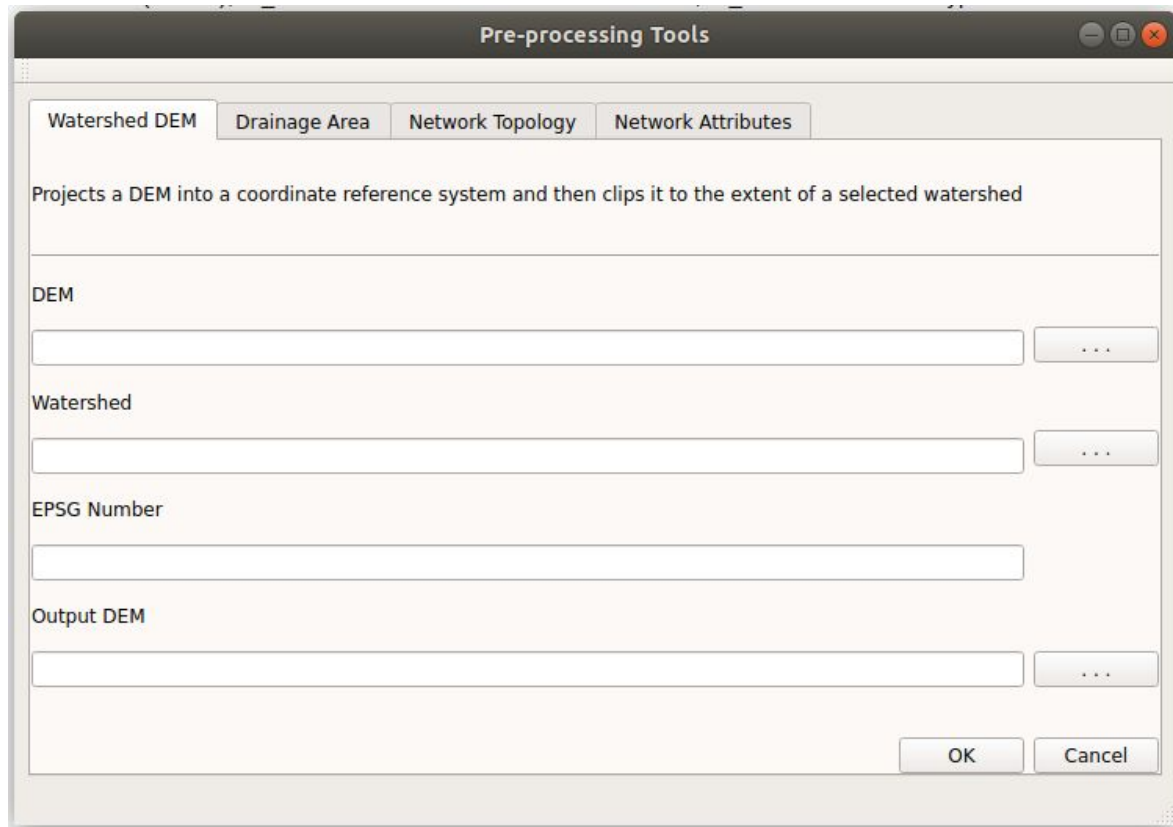 Pre-processing Tools
Watershed DEM Drainage Area Network Topology Network Attributes
Projects a DEM into a coordinate reference system and then clips it to the extent of a selected watershed
DEM
. . .
Watershed
. . .
EPSG Number
Output DEM
. . .
OK Cancel